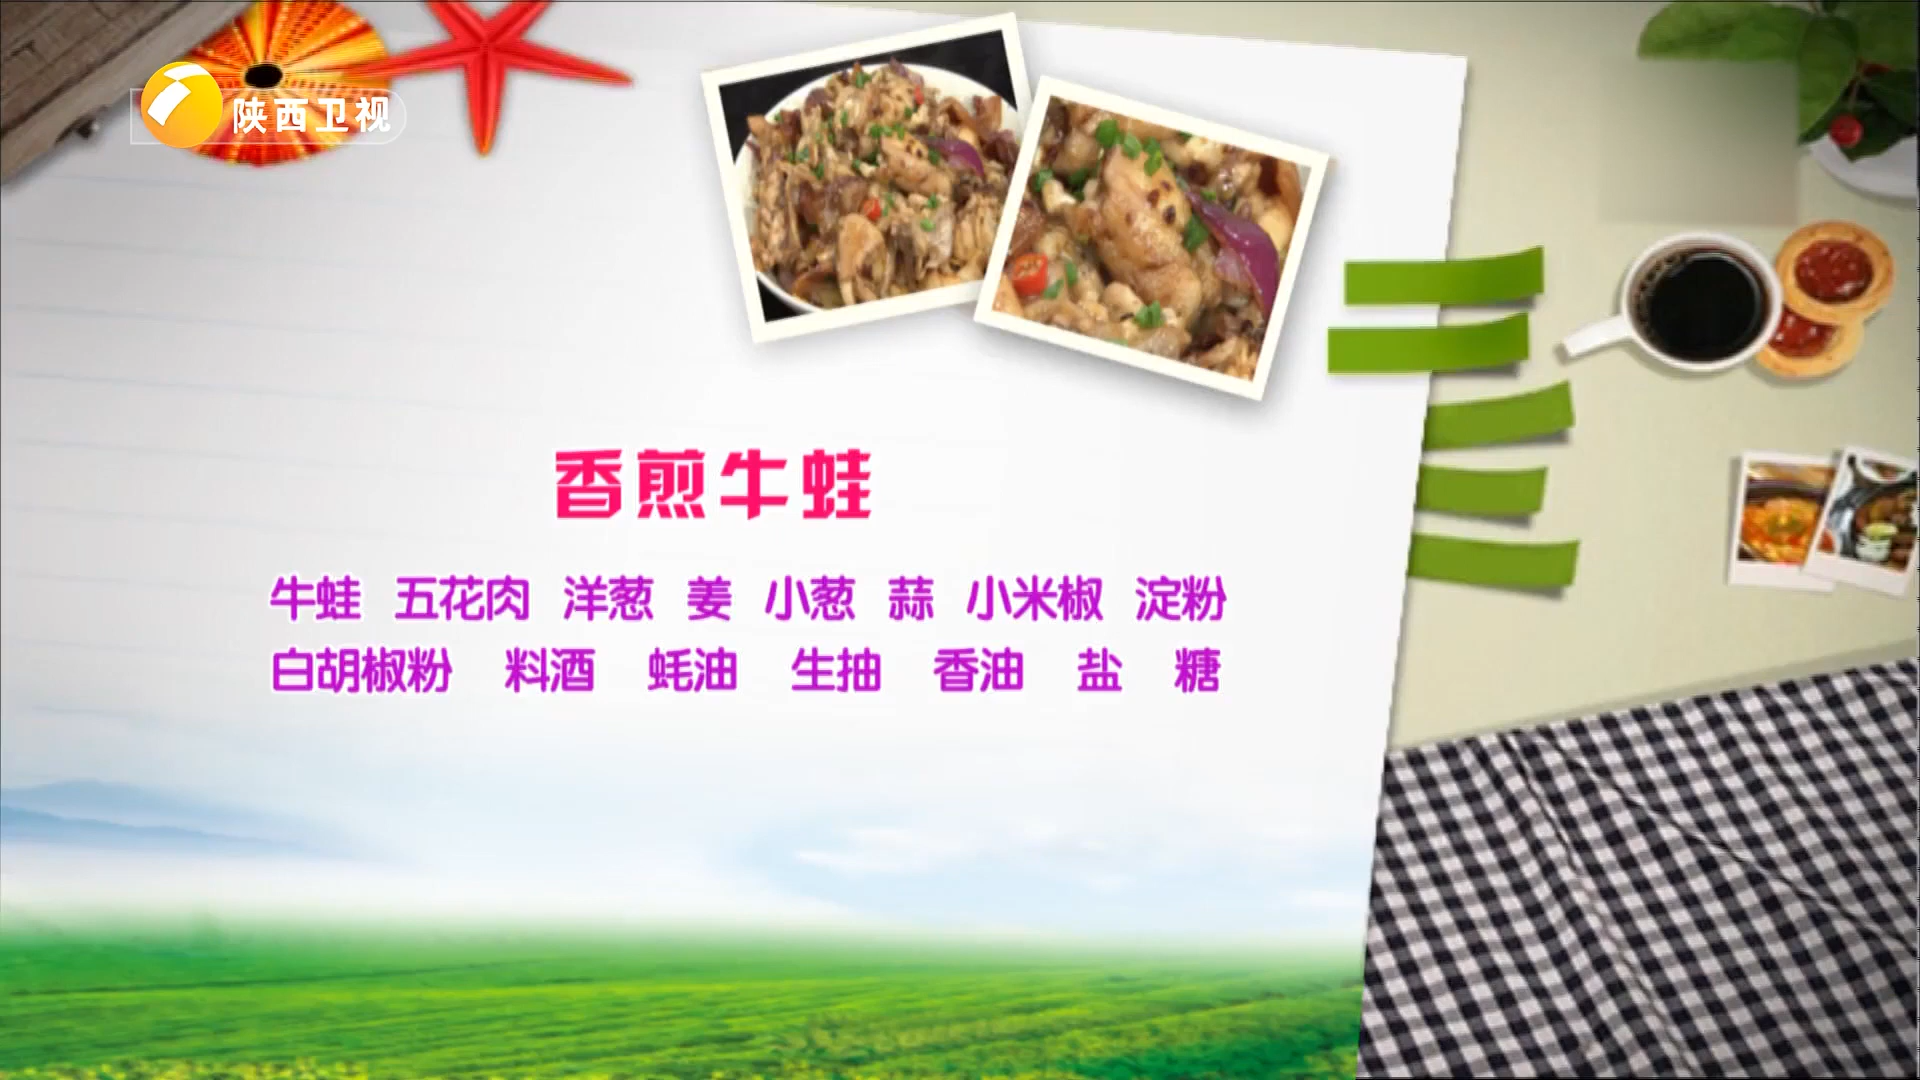 陕西卫视
香煎牛蛙
牛蛙 五花肉 洋葱 姜 小葱 蒜 小米椒 淀粉
白胡椒粉 料酒 蚝油 生抽 香油 盐 糖